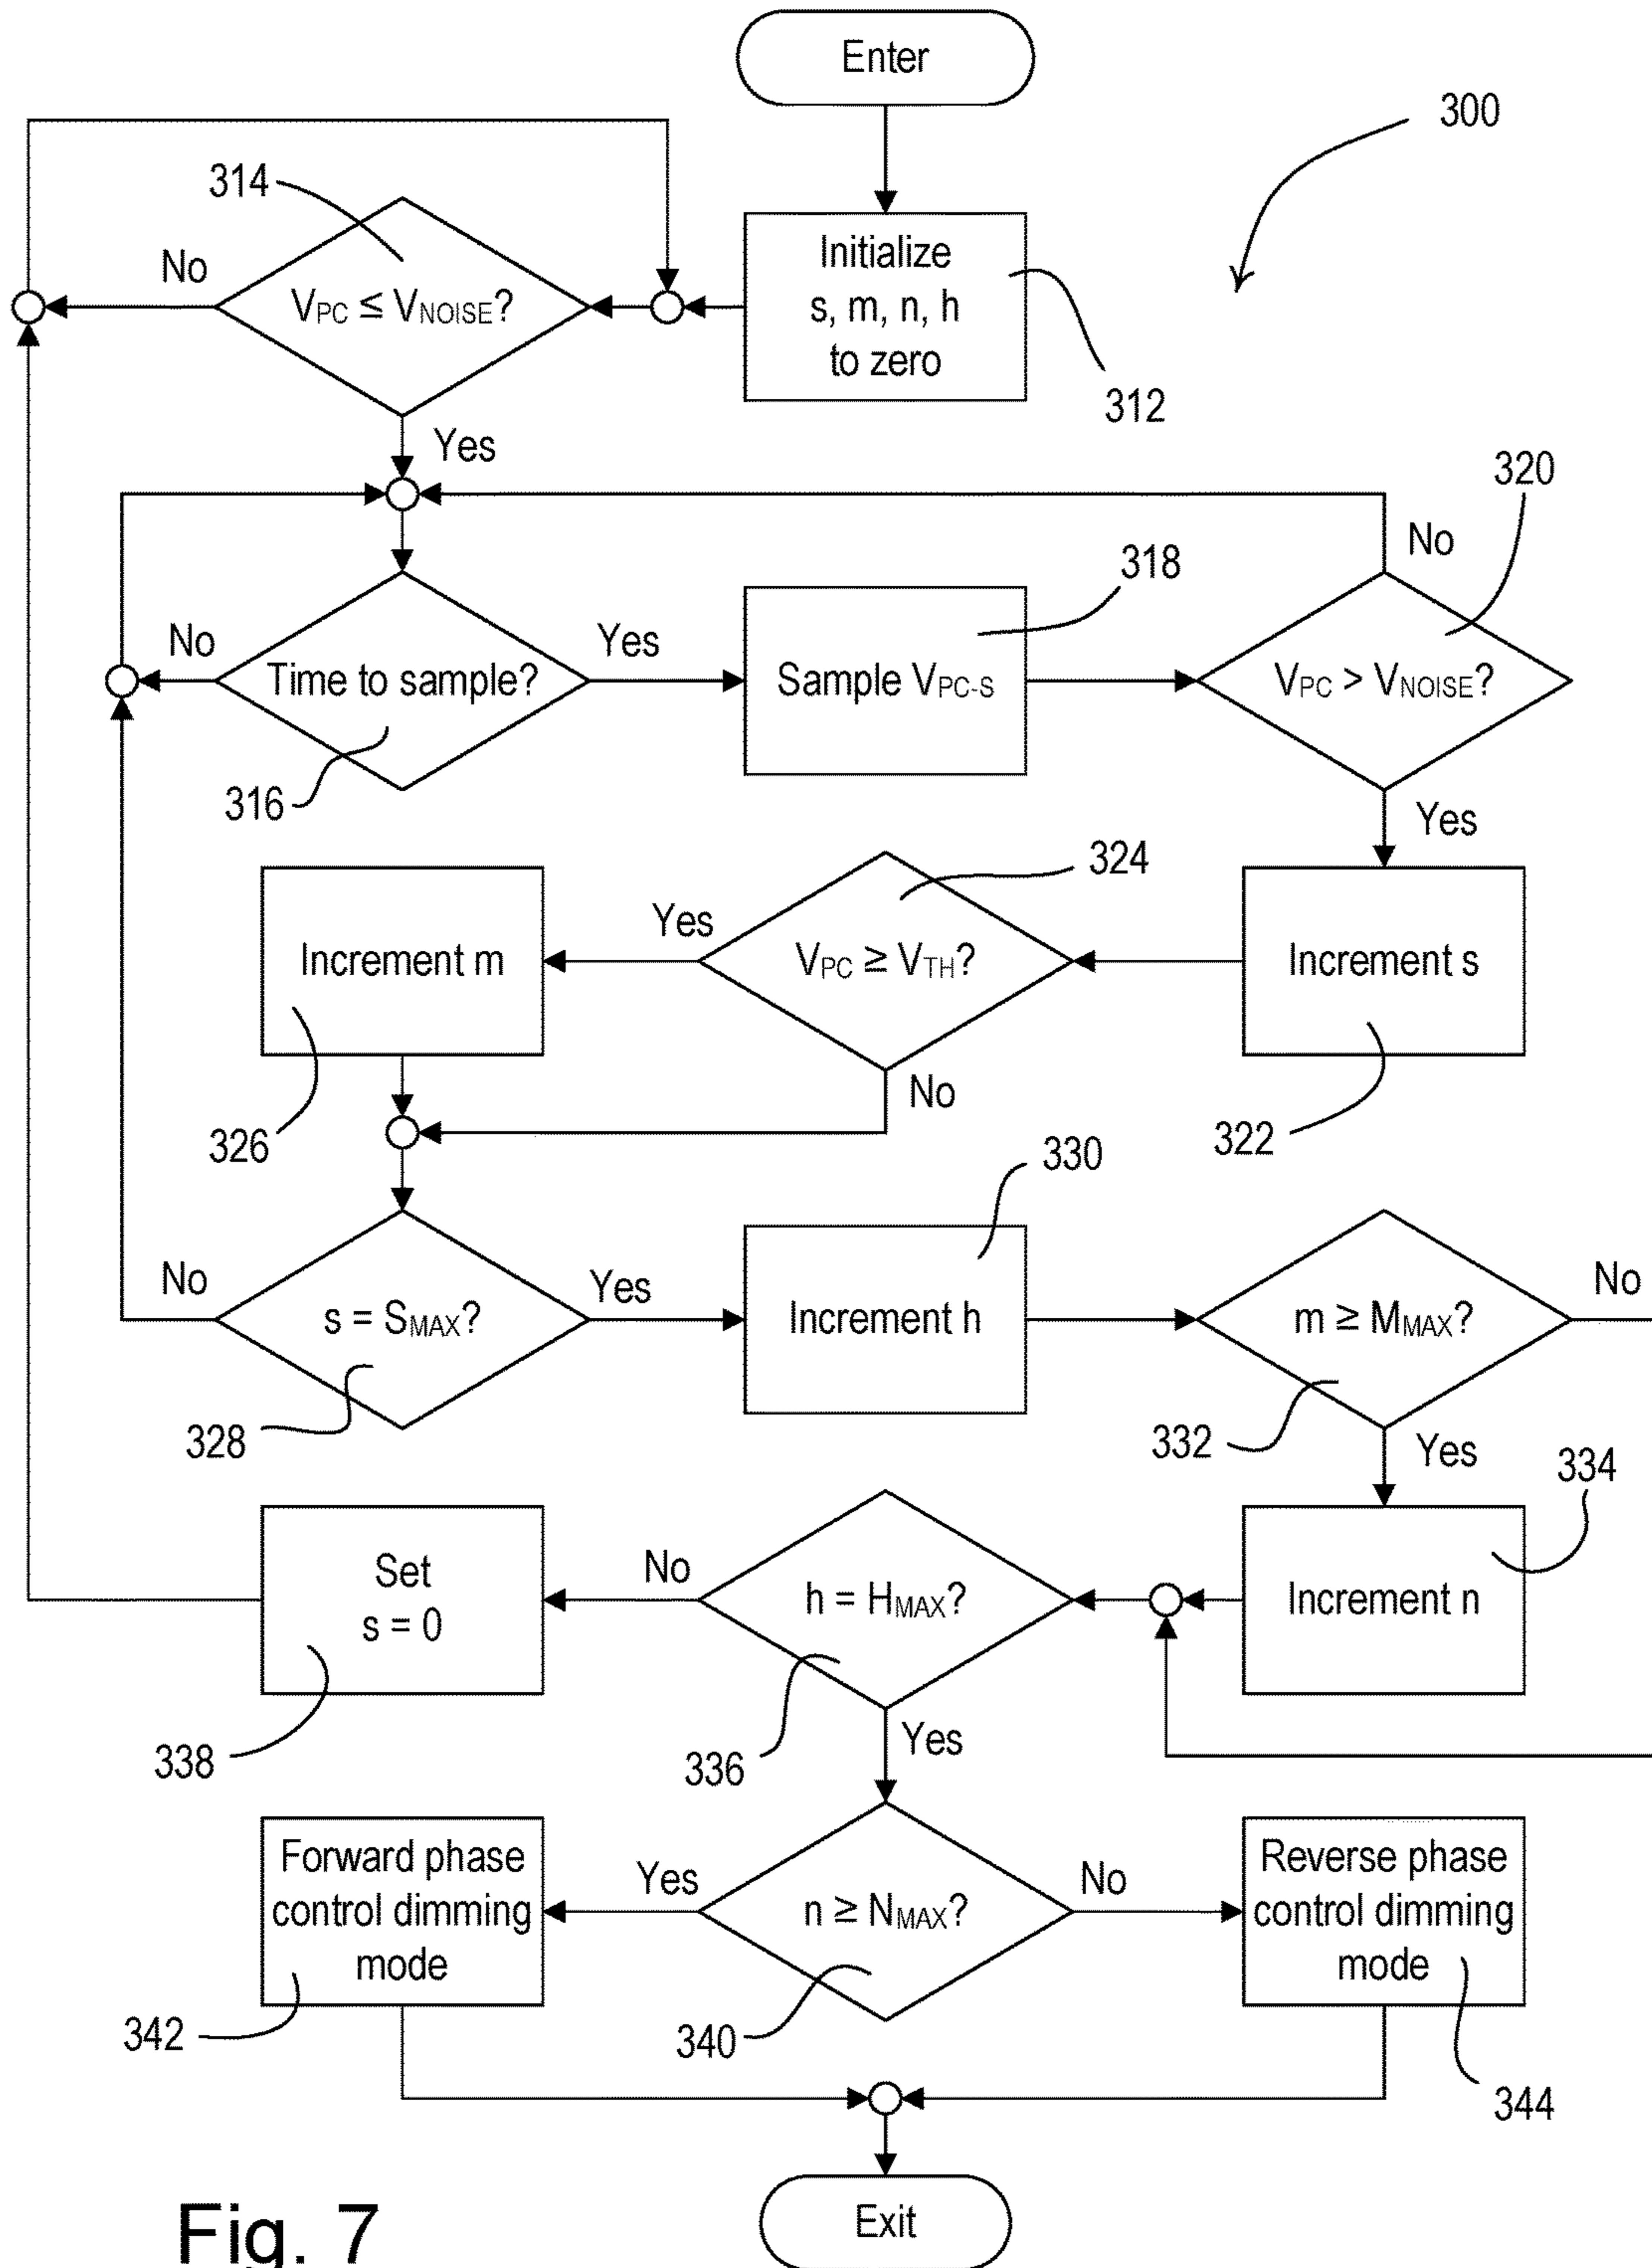 Enter
300
314
Initialize
s, m, n, h
to zero
No
VPC ≤ VNOISE?
312
Yes
320
No
318
No
Time to sample?
Yes
Sample VPC-S
VPC > VNOISE?
316
Yes
324
Increment m
Yes
VPC ≥ VTH?
Increment s
No
326
322
330
No
s = SMAX?
Yes
Increment h
m ≥ MMAX?
No
328
332
Yes
334
Set
s = 0
No
h = HMAX?
Increment n
338
336
Yes
Forward phase
control dimming
mode
Yes
n ≥ NMAX?
No
Reverse phase
control dimming
mode
342
340
344
Exit
Fig. 7